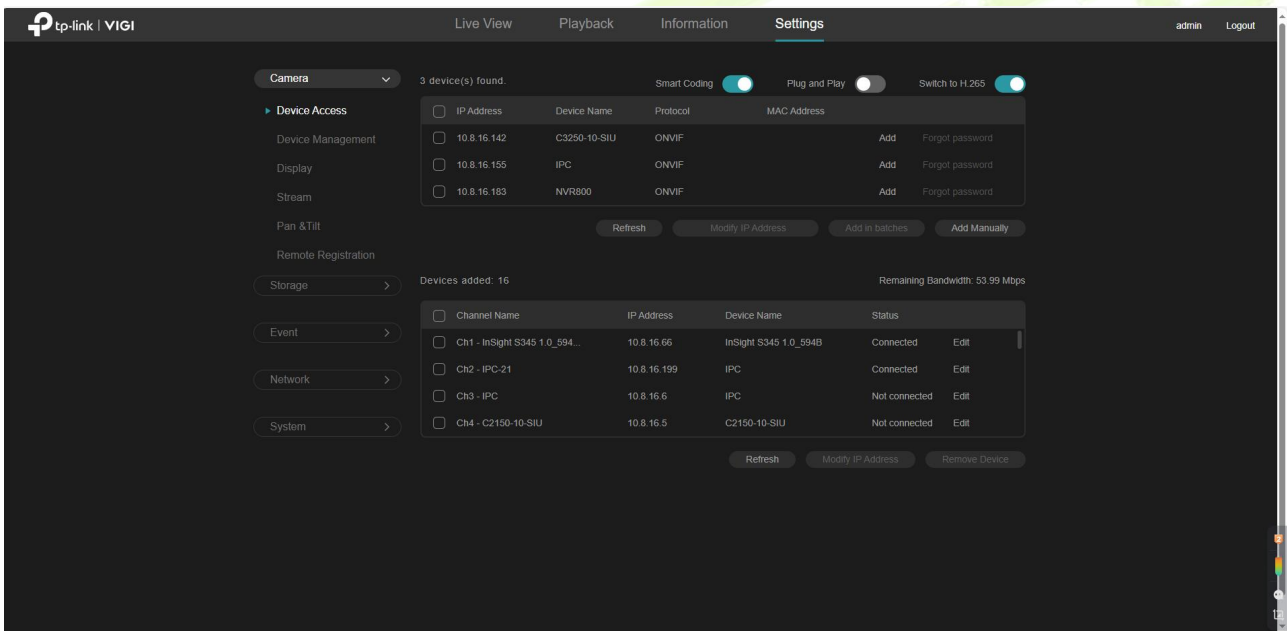 tp-link | VIGI
Live View Playback Information Settings
admin Logout
Camera
Device Access
Device Management
Display
Stream
Pan &Tilt
Remote Registration
Storage
Event
Network
System
3 device(s) found.
Smart Coding Plug and Play Switch to H.265
IP Address Device Name Protocol MAC Address
10.8.16.142 C3250-10-SIU ONVIF Add Forgot password
10.8.16.155 IPC ONVIF Add Forgot password
10.8.16.183 NVR800 ONVIF Add Forgot password
Refresh Modify IP Address Add in batches Add Manually
Devices added: 16 Remaining Bandwidth: 53.99 Mbps
Channel Name IP Address Device Name Status
Ch1 - InSight S345 1.0_594... 10.8.16.66 InSight S345 1.0_594B Connected Edit
Ch2 - IPC-21 10.8.16.199 IPC Connected Edit
Ch3 - IPC 10.8.16.6 IPC Not connected Edit
Ch4 - C2150-10-SIU 10.8.16.5 C2150-10-SIU Not connected Edit
Refresh Modify IP Address Remove Device